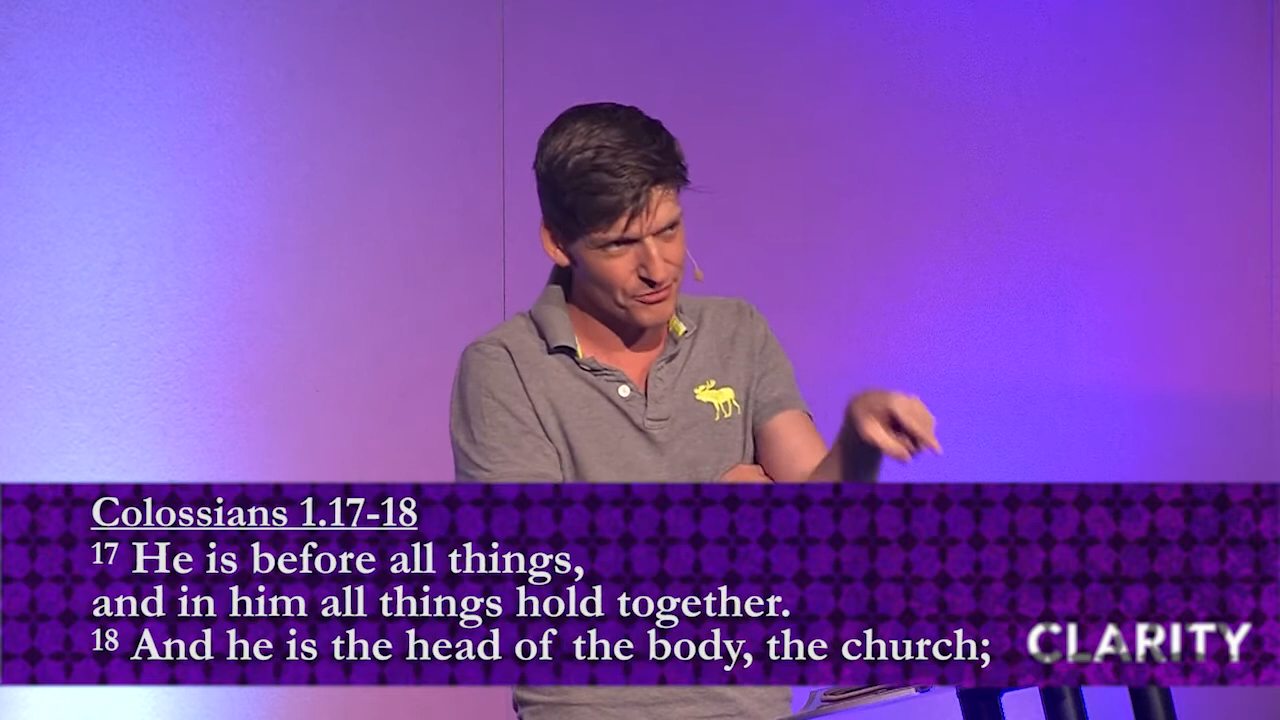 Colossians 1.17-18
17 He is before all things,
and in him all things hold together.
18 And he is the head of the body, the church;
CLARITY